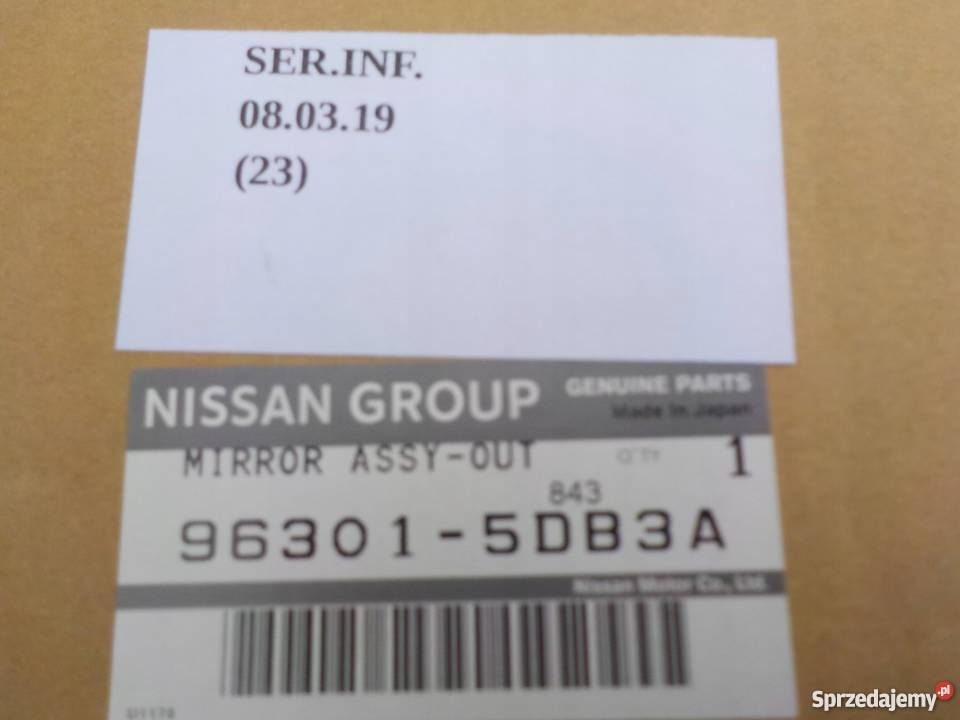 SER.INF.
08.03.19
(23)
NISSAN GROUP
GENUINE PARTS
Made in Japan
MIRROR ASSY-OUT
Q'TY 1
843
96301-5DB3A
Nissan Motor Co., Ltd.
Sprzedajemy.pl